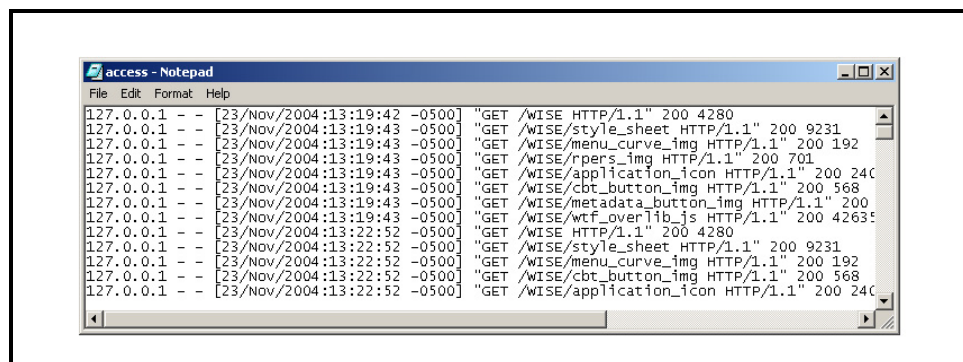 access - Notepad
File Edit Format Help
127.0.0.1 - - [23/Nov/2004:13:19:42 -0500] "GET /WISE HTTP/1.1" 200 4280
127.0.0.1 - - [23/Nov/2004:13:19:43 -0500] "GET /WISE/style_sheet HTTP/1.1" 200 9231
127.0.0.1 - - [23/Nov/2004:13:19:43 -0500] "GET /WISE/menu_curve_img HTTP/1.1" 200 192
127.0.0.1 - - [23/Nov/2004:13:19:43 -0500] "GET /WISE/rpers_img HTTP/1.1" 200 701
127.0.0.1 - - [23/Nov/2004:13:19:43 -0500] "GET /WISE/application_icon HTTP/1.1" 200 240
127.0.0.1 - - [23/Nov/2004:13:19:43 -0500] "GET /WISE/cbt_button_img HTTP/1.1" 200 568
127.0.0.1 - - [23/Nov/2004:13:19:43 -0500] "GET /WISE/metadata_button_img HTTP/1.1" 200
127.0.0.1 - - [23/Nov/2004:13:19:43 -0500] "GET /WISE/wtf_overlib_js HTTP/1.1" 200 42635
127.0.0.1 - - [23/Nov/2004:13:22:52 -0500] "GET /WISE HTTP/1.1" 200 4280
127.0.0.1 - - [23/Nov/2004:13:22:52 -0500] "GET /WISE/style_sheet HTTP/1.1" 200 9231
127.0.0.1 - - [23/Nov/2004:13:22:52 -0500] "GET /WISE/menu_curve_img HTTP/1.1" 200 192
127.0.0.1 - - [23/Nov/2004:13:22:52 -0500] "GET /WISE/cbt_button_img HTTP/1.1" 200 568
127.0.0.1 - - [23/Nov/2004:13:22:52 -0500] "GET /WISE/application_icon HTTP/1.1" 200 240